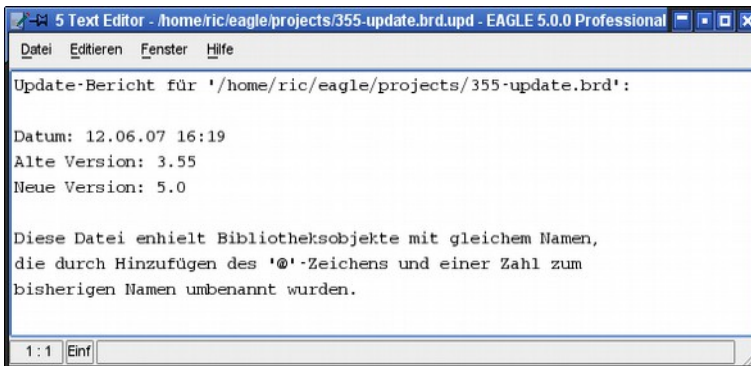 5 Text Editor - /home/ric/eagle/projects/355-update.brd.upd - EAGLE 5.0.0 Professional
Datei Editieren Fenster Hilfe
Update-Bericht für '/home/ric/eagle/projects/355-update.brd':
Datum: 12.06.07 16:19
Alte Version: 3.55
Neue Version: 5.0
Diese Datei enhielt Bibliotheksobjekte mit gleichem Namen,
die durch Hinzufügen des '@'-Zeichens und einer Zahl zum
bisherigen Namen umbenannt wurden.
1:1 Einf